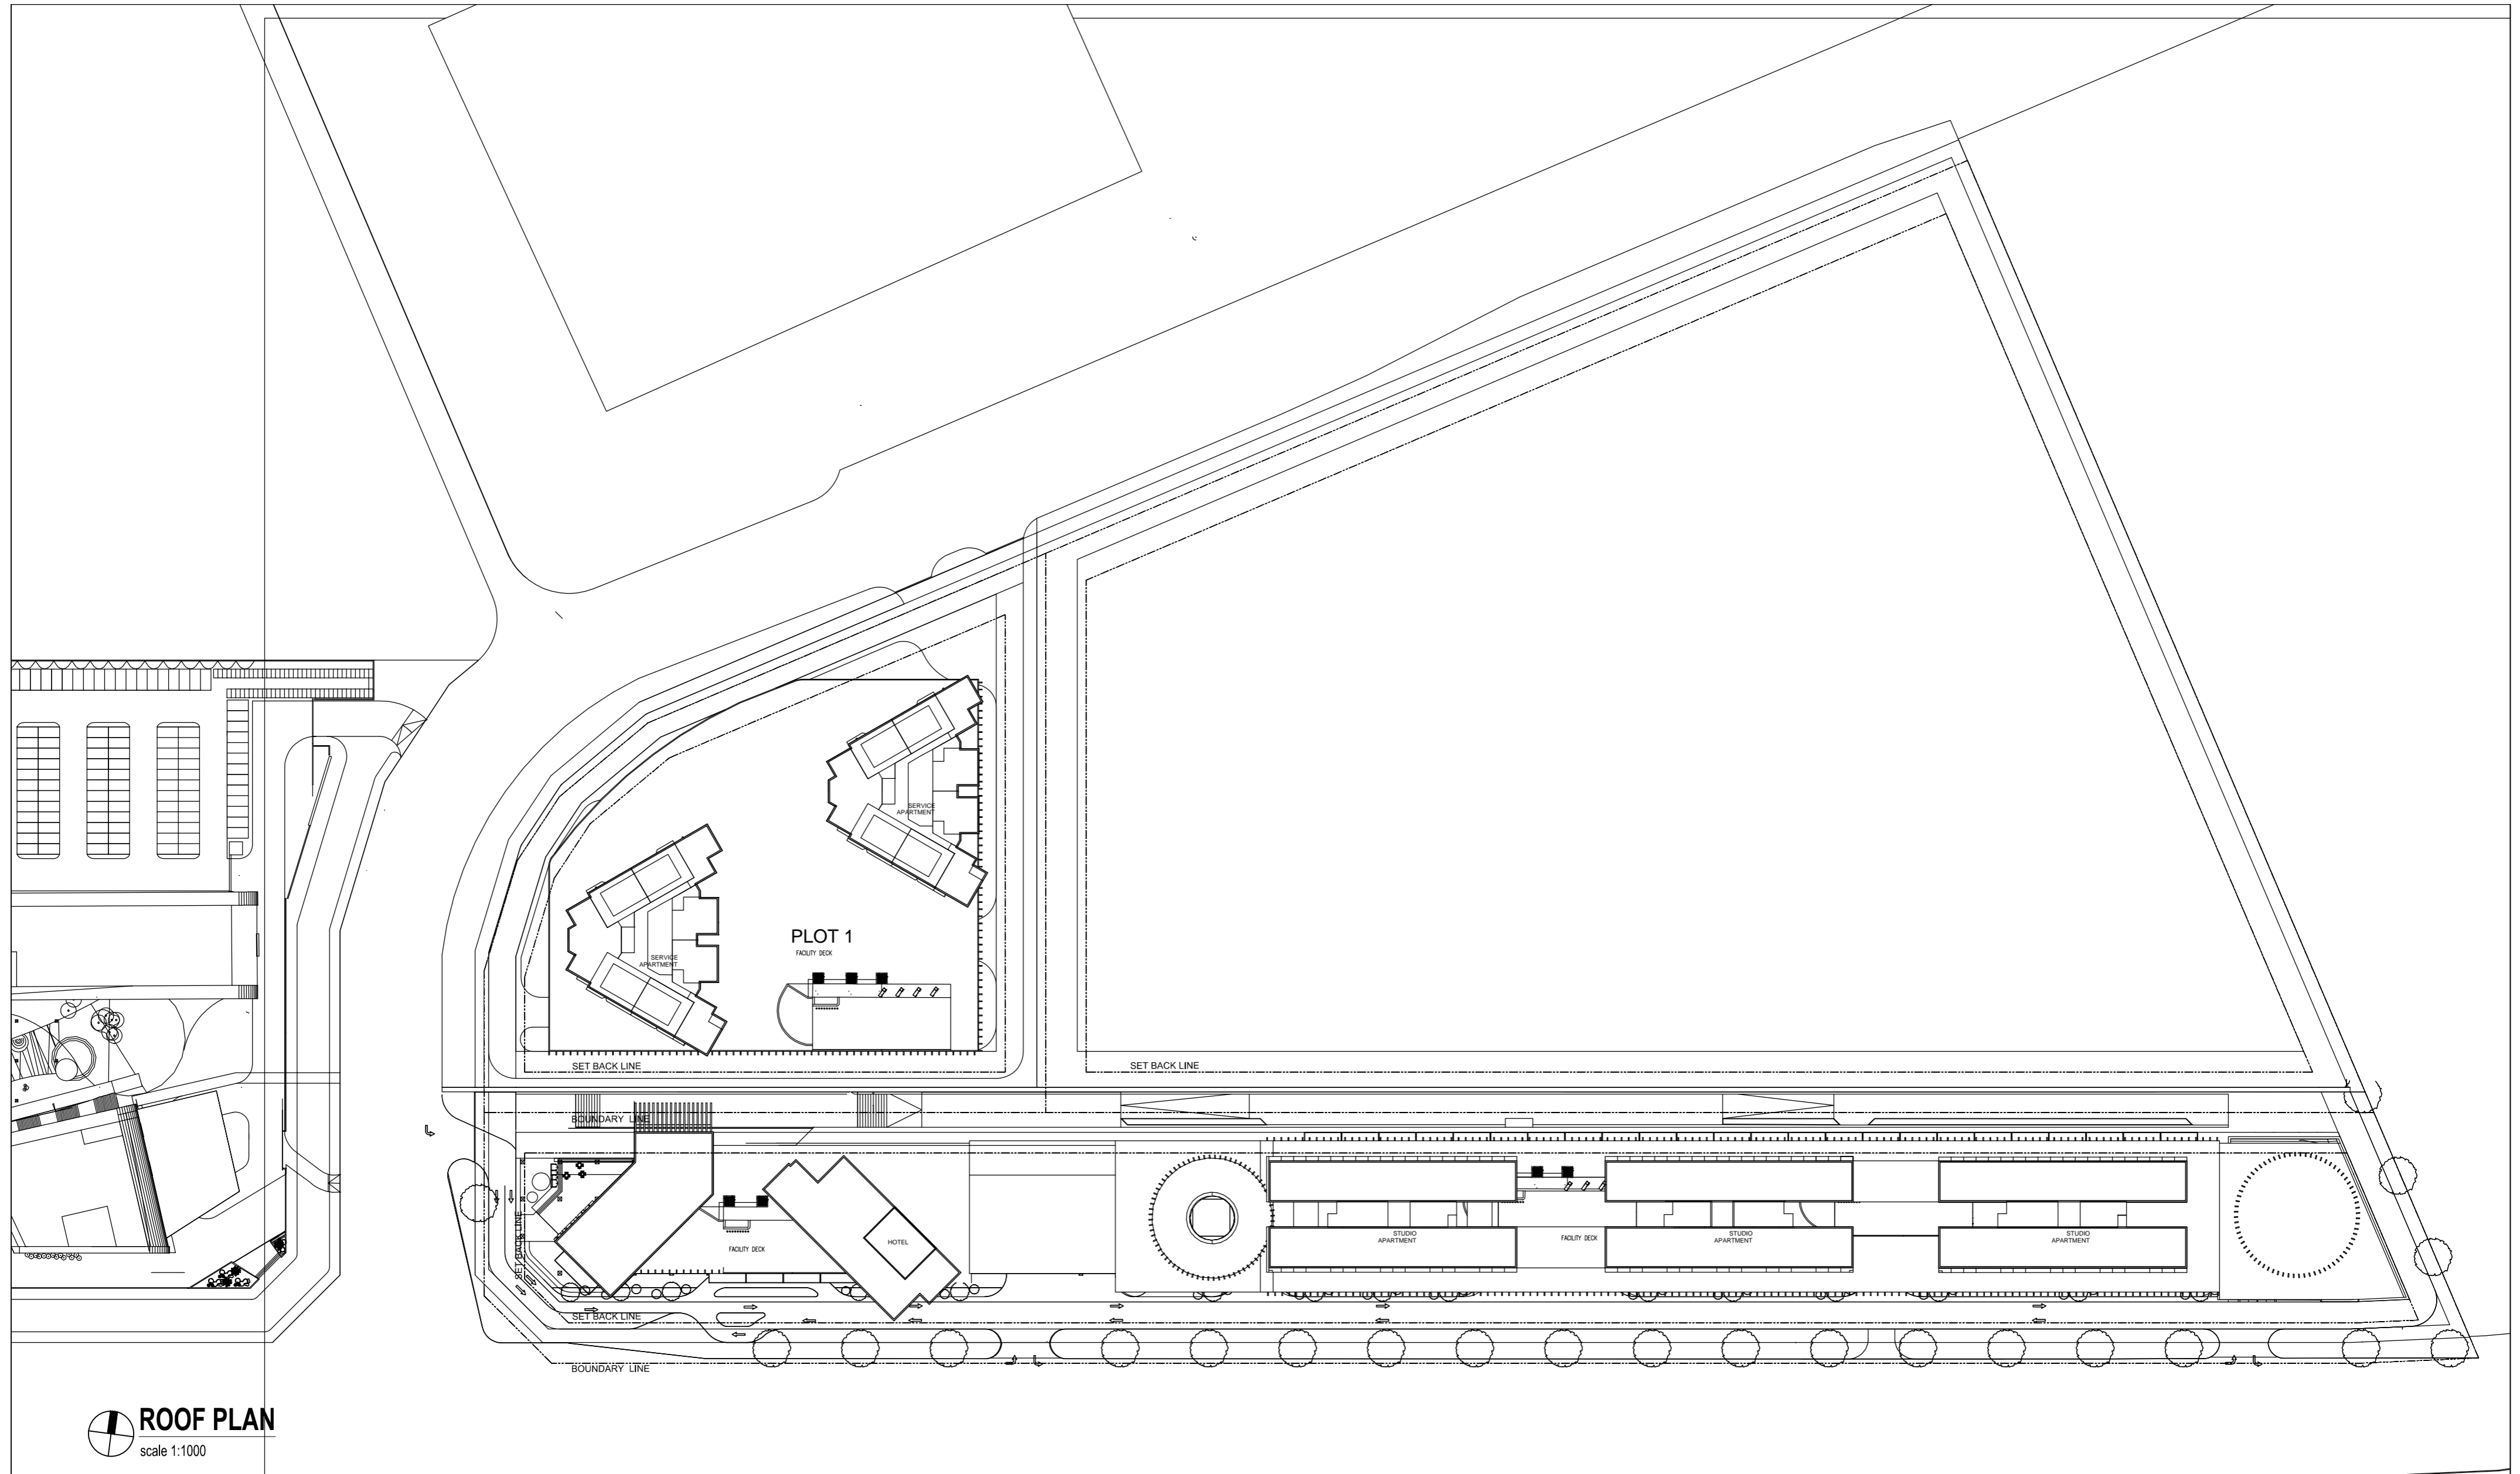 SERVICE
APARTMENT
PLOT 1
FACILITY DECK
SERVICE
APARTMENT
SET BACK LINE
SET BACK LINE
BOUNDARY LINE
SET BACK LINE
HOTEL
FACILITY DECK
STUDIO
APARTMENT
FACILITY DECK
STUDIO
APARTMENT
STUDIO
APARTMENT
SET BACK LINE
BOUNDARY LINE
ROOF PLAN
scale 1:1000